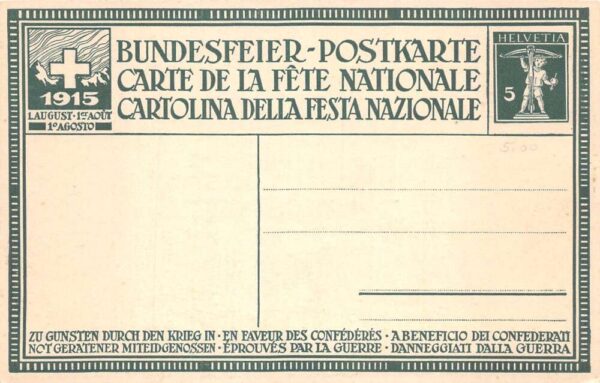 BUNDESFEIER-POSTKARTE
CARTE DE LA FÊTE NATIONALE
CARTOLINA DELLA FESTA NAZIONALE
1915
1.AUGUST·1ER AOÛT
1º AGOSTO
HELVETIA
5
5.00
ZU GUNSTEN DURCH DEN KRIEG IN · EN FAVEUR DES CONFÉDÉRÉS · A BENEFICIO DEI CONFEDERATI
NOT GERATENER MITEIDGENOSSEN · ÉPROUVÉS PAR LA GUERRE · DANNEGGIATI DALLA GUERRA